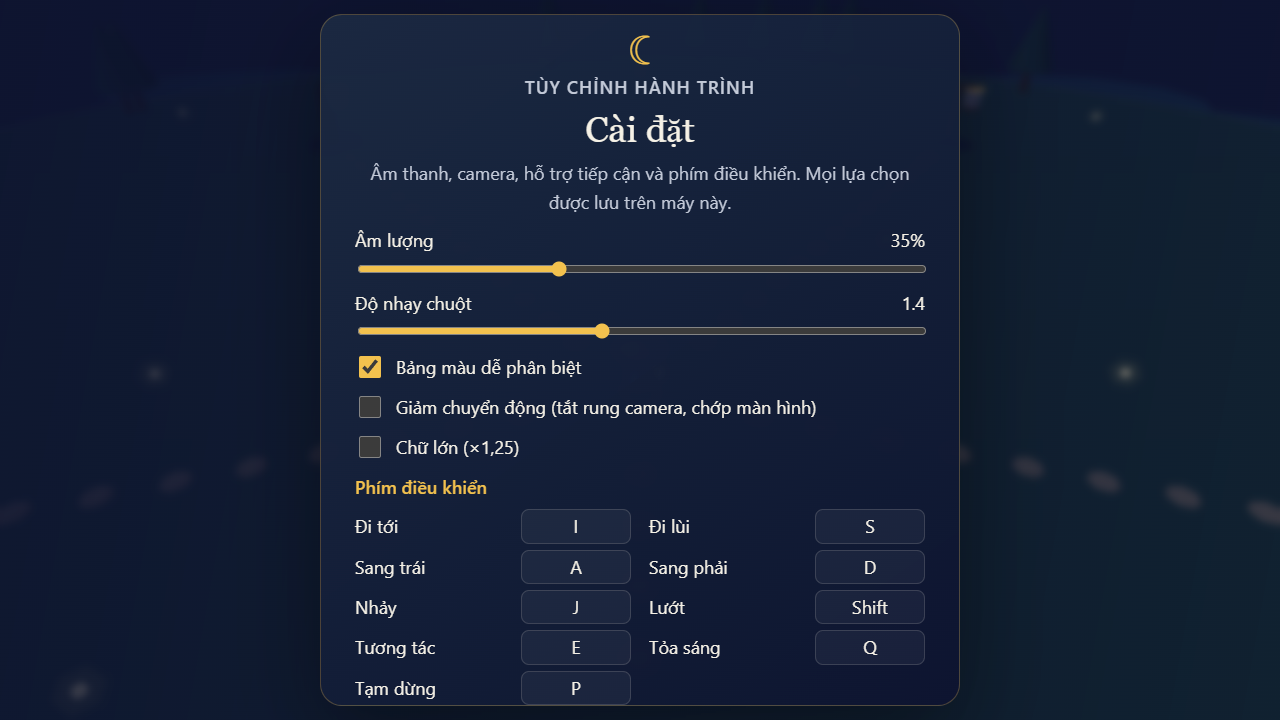 TÙY CHỈNH HÀNH TRÌNH
Cài đặt
Âm thanh, camera, hỗ trợ tiếp cận và phím điều khiển. Mọi lựa chọn
được lưu trên máy này.
Âm lượng 35%
Độ nhạy chuột 1.4
Bảng màu dễ phân biệt
Giảm chuyển động (tắt rung camera, chớp màn hình)
Chữ lớn (×1,25)
Phím điều khiển
Đi tới I Đi lùi S
Sang trái A Sang phải D
Nhảy J Lướt Shift
Tương tác E Tỏa sáng Q
Tạm dừng P